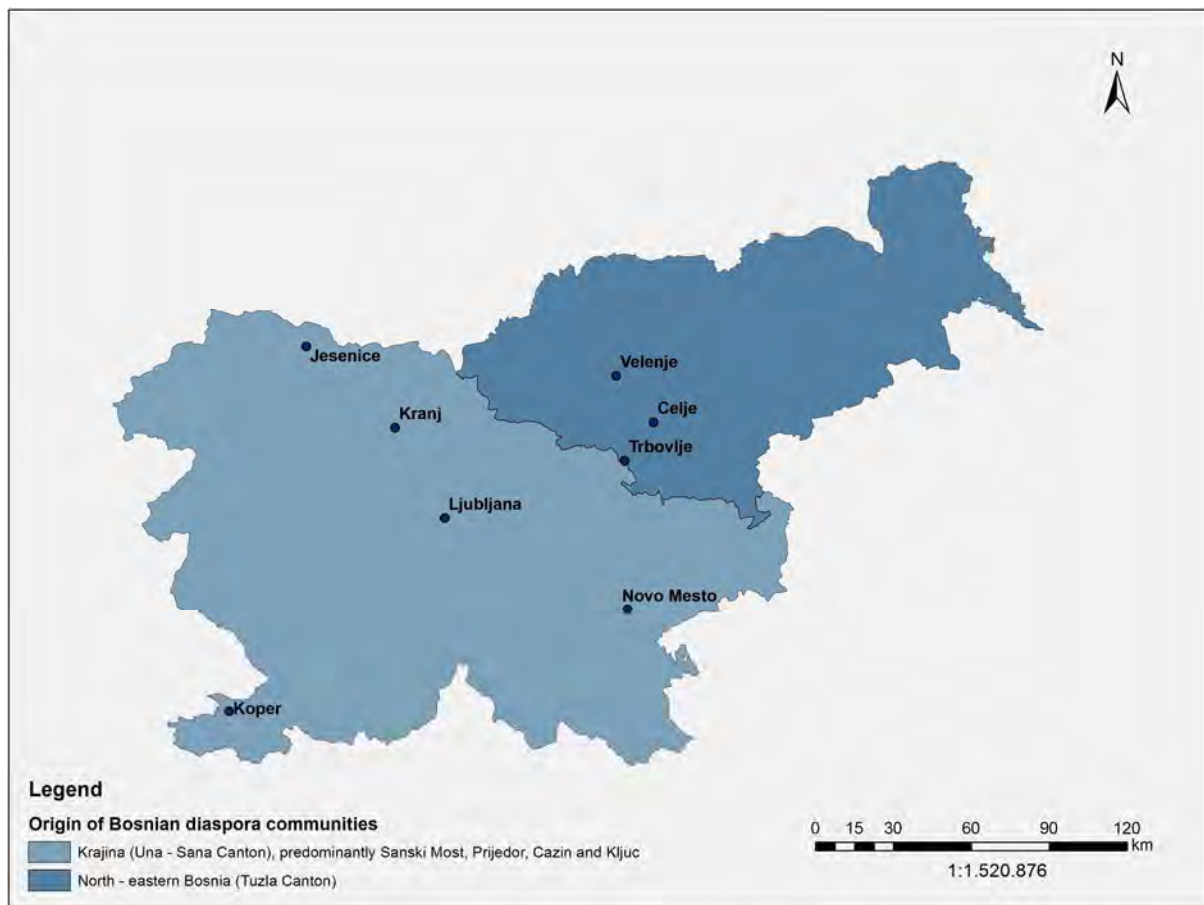 N
Jesenice
Velenje
Kranj
Celje
Trbovlje
Ljubljana
Novo Mesto
Koper
Legend
Origin of Bosnian diaspora communities
Krajina (Una - Sana Canton), predominantly Sanski Most, Prijedor, Cazin and Kljuc
North - eastern Bosnia (Tuzla Canton)
0 15 30 60 90 120
km
1:1.520.876